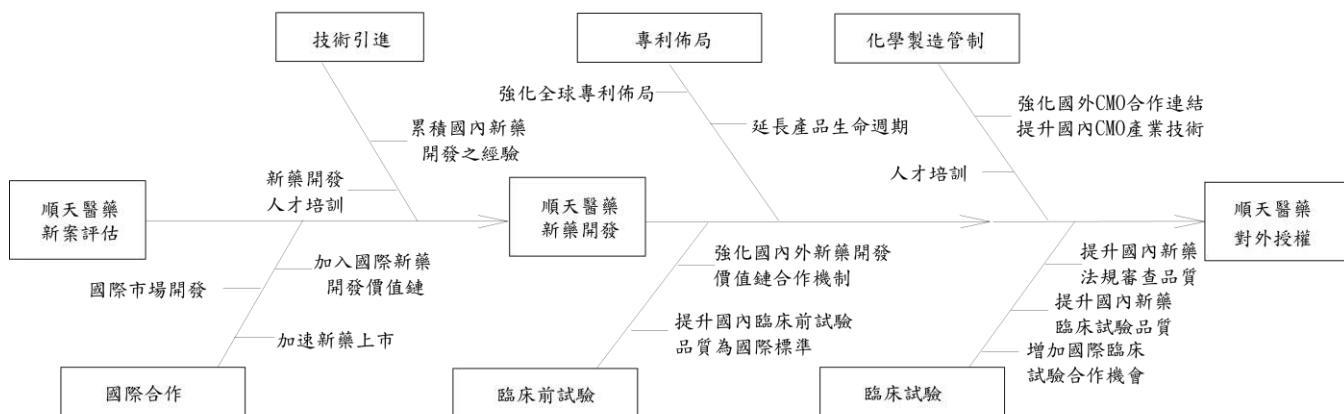 技術引進
專利佈局
化學製造管制
強化全球專利佈局
強化國外CMO合作連結
提升國內CMO產業技術
延長產品生命週期
累積國內新藥
開發之經驗
人才培訓
新藥開發
人才培訓
順天醫藥
新案評估
順天醫藥
新藥開發
順天醫藥
對外授權
加入國際新藥
開發價值鏈
強化國內外新藥開發
價值鏈合作機制
提升國內新藥
法規審查品質
國際市場開發
提升國內新藥
臨床試驗品質
提升國內臨床前試驗
品質為國際標準
加速新藥上市
增加國際臨床
試驗合作機會
國際合作
臨床前試驗
臨床試驗